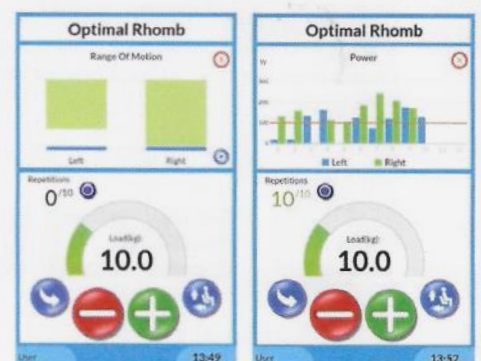 Optimal Rhomb
Range Of Motion
Left Right
Repetitions
0/10
Load(kg)
10.0
User 13:49
Optimal Rhomb
Power
W
Left Right
Repetitions
10/10
Load(kg)
10.0
User 13:52